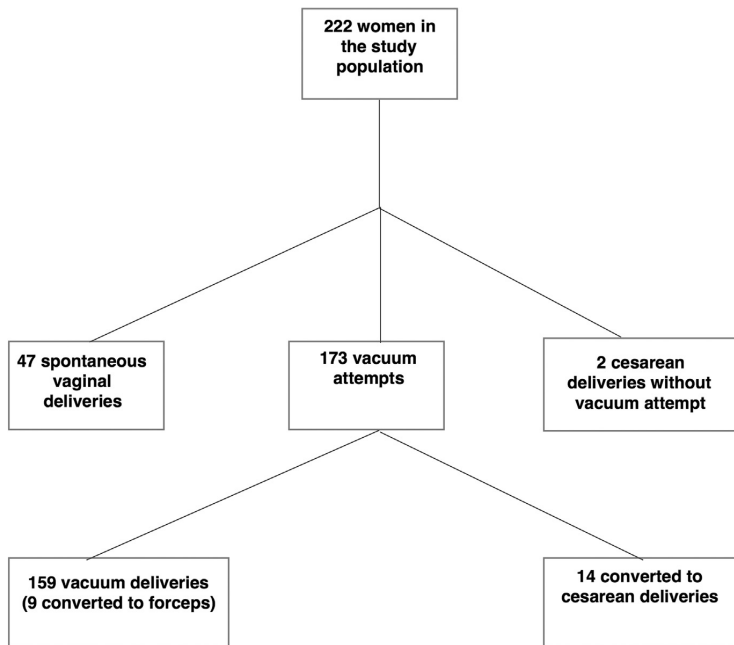 222 women in
the study
population
47 spontaneous
vaginal
deliveries
173 vacuum
attempts
2 cesarean
deliveries without
vacuum attempt
159 vacuum deliveries
(9 converted to forceps)
14 converted to
cesarean deliveries